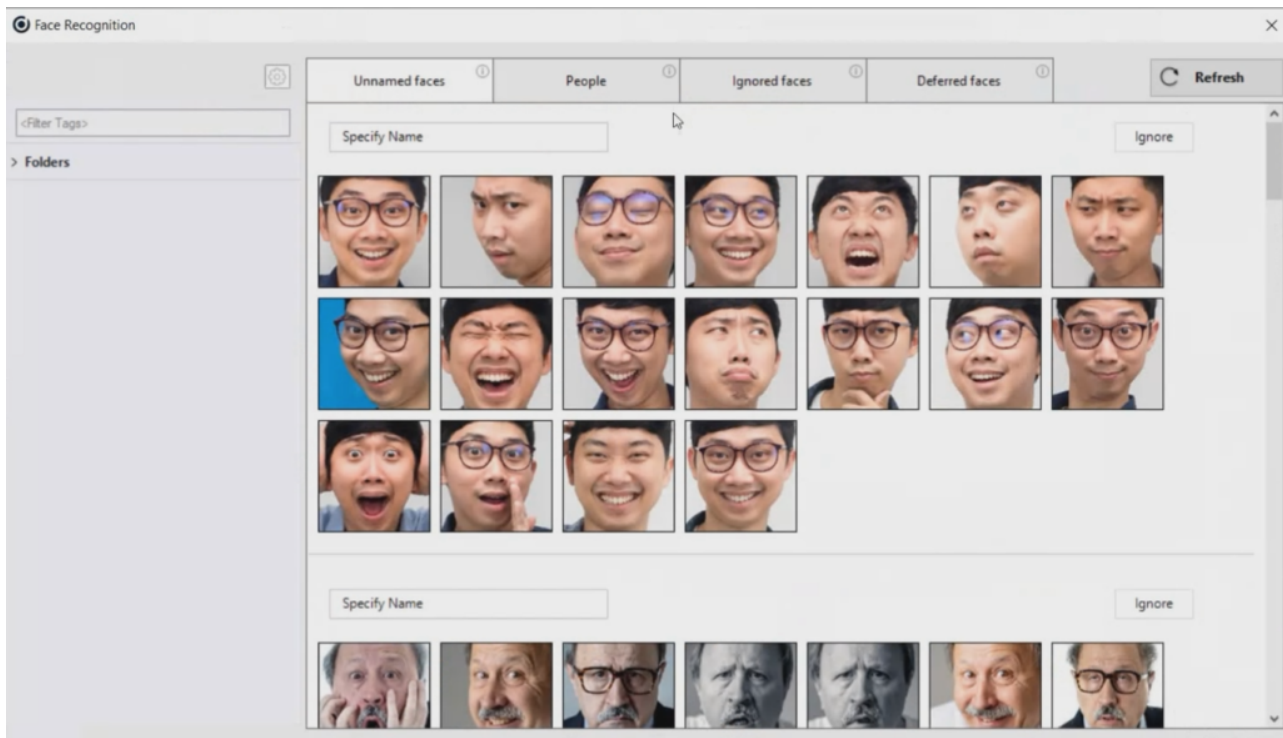 Face Recognition
Unnamed faces
People
Ignored faces
Deferred faces
Refresh
<Filter Tags>
Folders
Specify Name
Ignore
Specify Name
Ignore